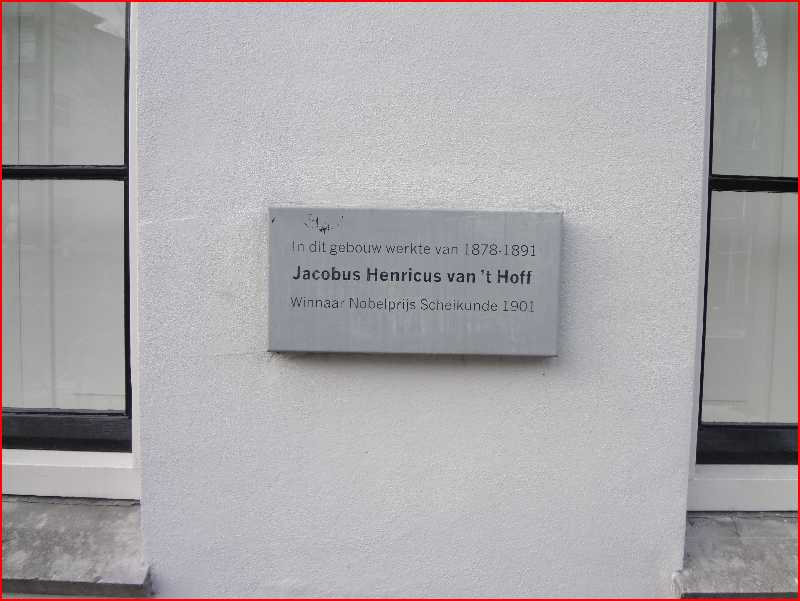 In dit gebouw werkte van 1878-1891
Jacobus Henricus van 't Hoff
Winnaar Nobelprijs Scheikunde 1901